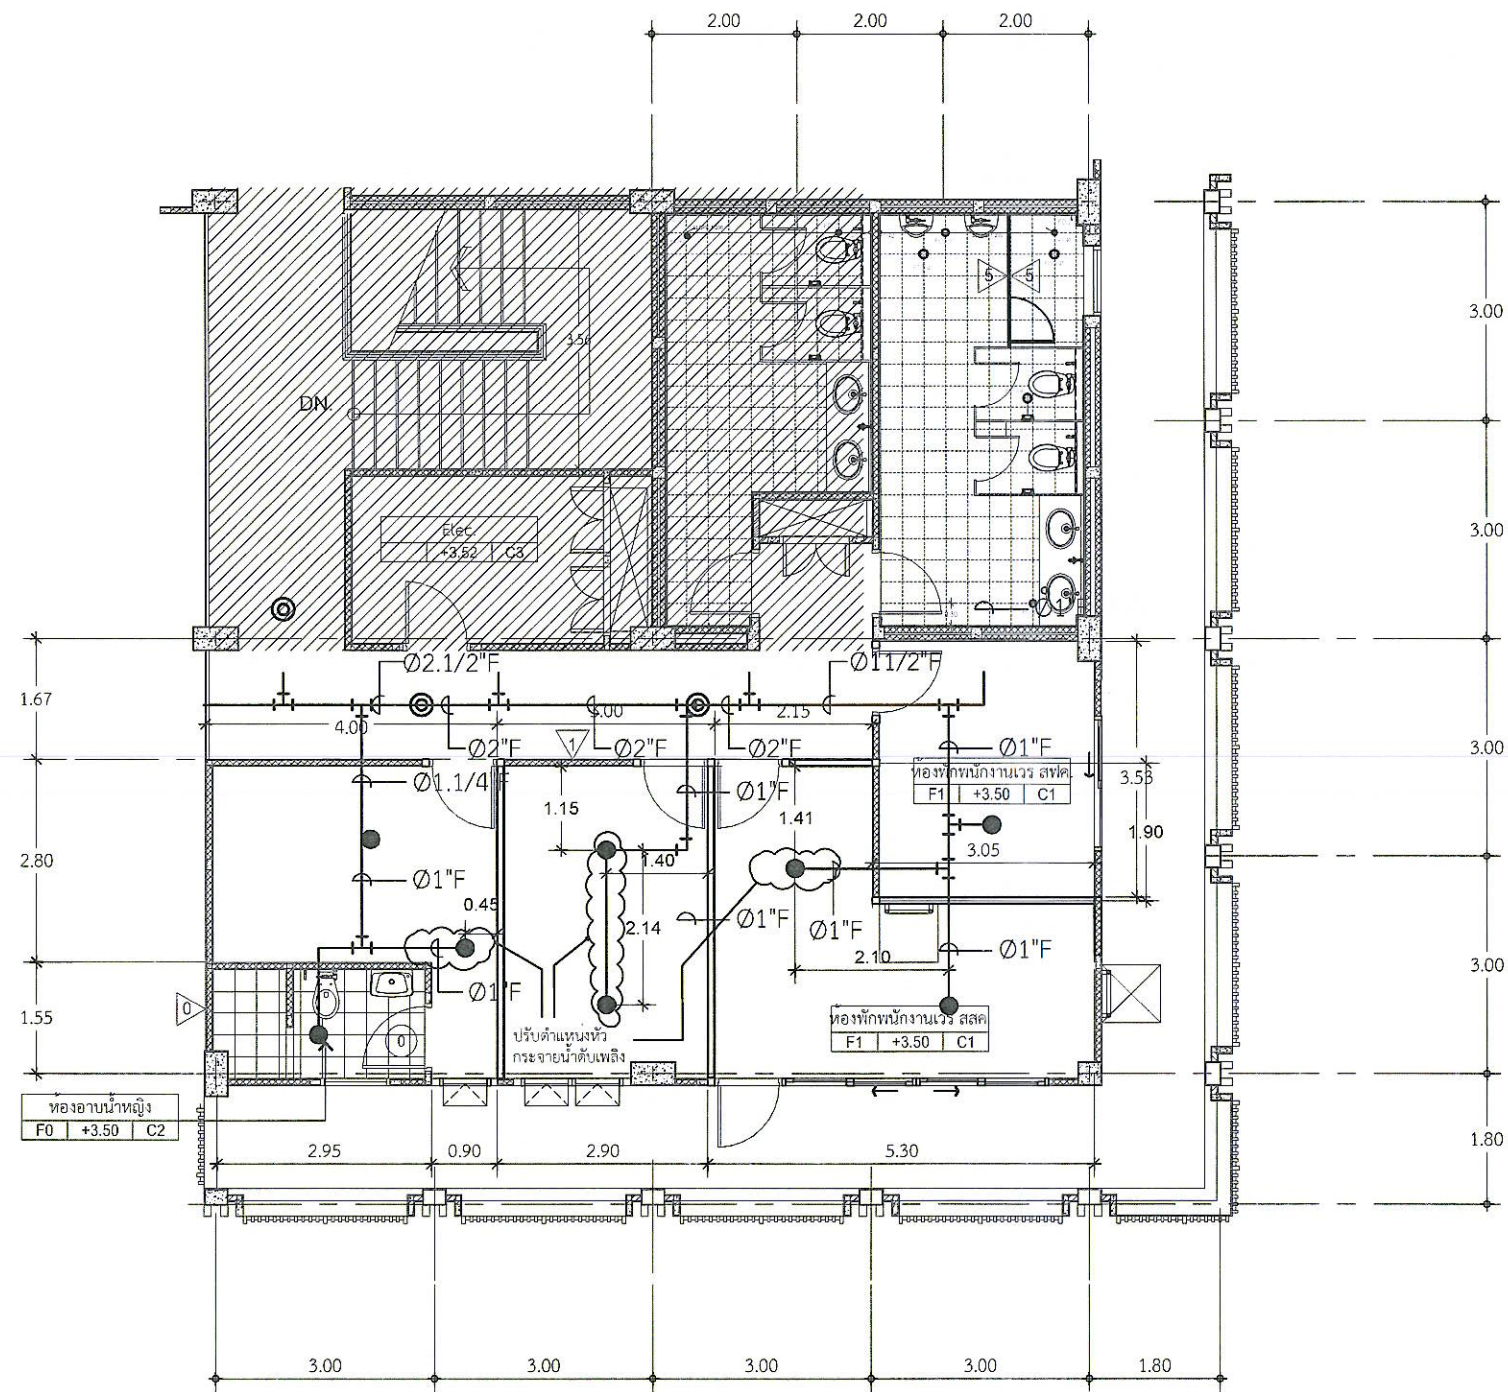 2.00
2.00
2.00
3.00
5
5
3.56
DN.
3.00
Elec.
+3.52
C3
Ø1
Ø2.1/2"F
Ø11/2"F
1.67
4.00
3.00
2.15
3.00
Ø2"F
1
Ø2"F
Ø2"F
Ø1"F
ห้องพักพนักงานเวร สฟค.
F1
+3.50
C1
3.53
Ø1.1/4"F
Ø1"F
1.15
1.41
1.90
2.80
1.40
3.05
Ø1"F
0.45
Ø1"F
2.14
Ø1"F
2.10
Ø1"F
3.00
Ø1"F
0
1.55
0
ห้องพักพนักงานเวร สสค
F1
+3.50
C1
ปรับตำแหน่งหัว
กระจายน้ำดับเพลิง
ห้องอาบน้ำหญิง
F0
+3.50
C2
1.80
2.95
0.90
2.90
5.30
3.00
3.00
3.00
3.00
1.80